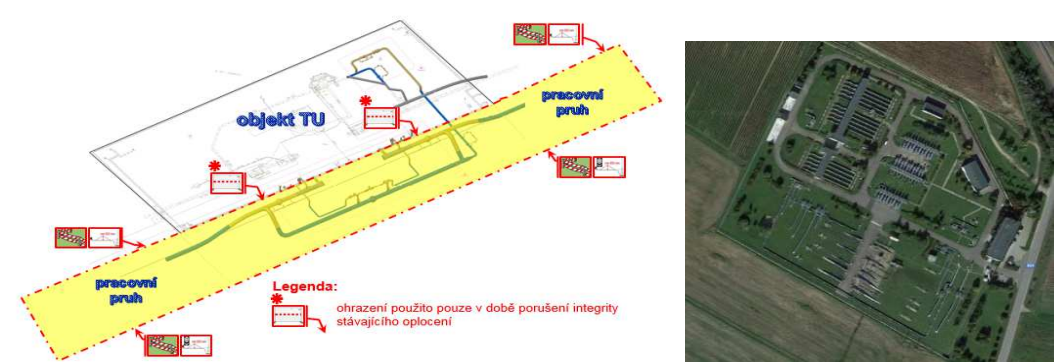 objekt TU
pracovní
pruh
pracovní
pruh
Legenda:
ohrazení použito pouze v době porušení integrity
stávajícího oplocení